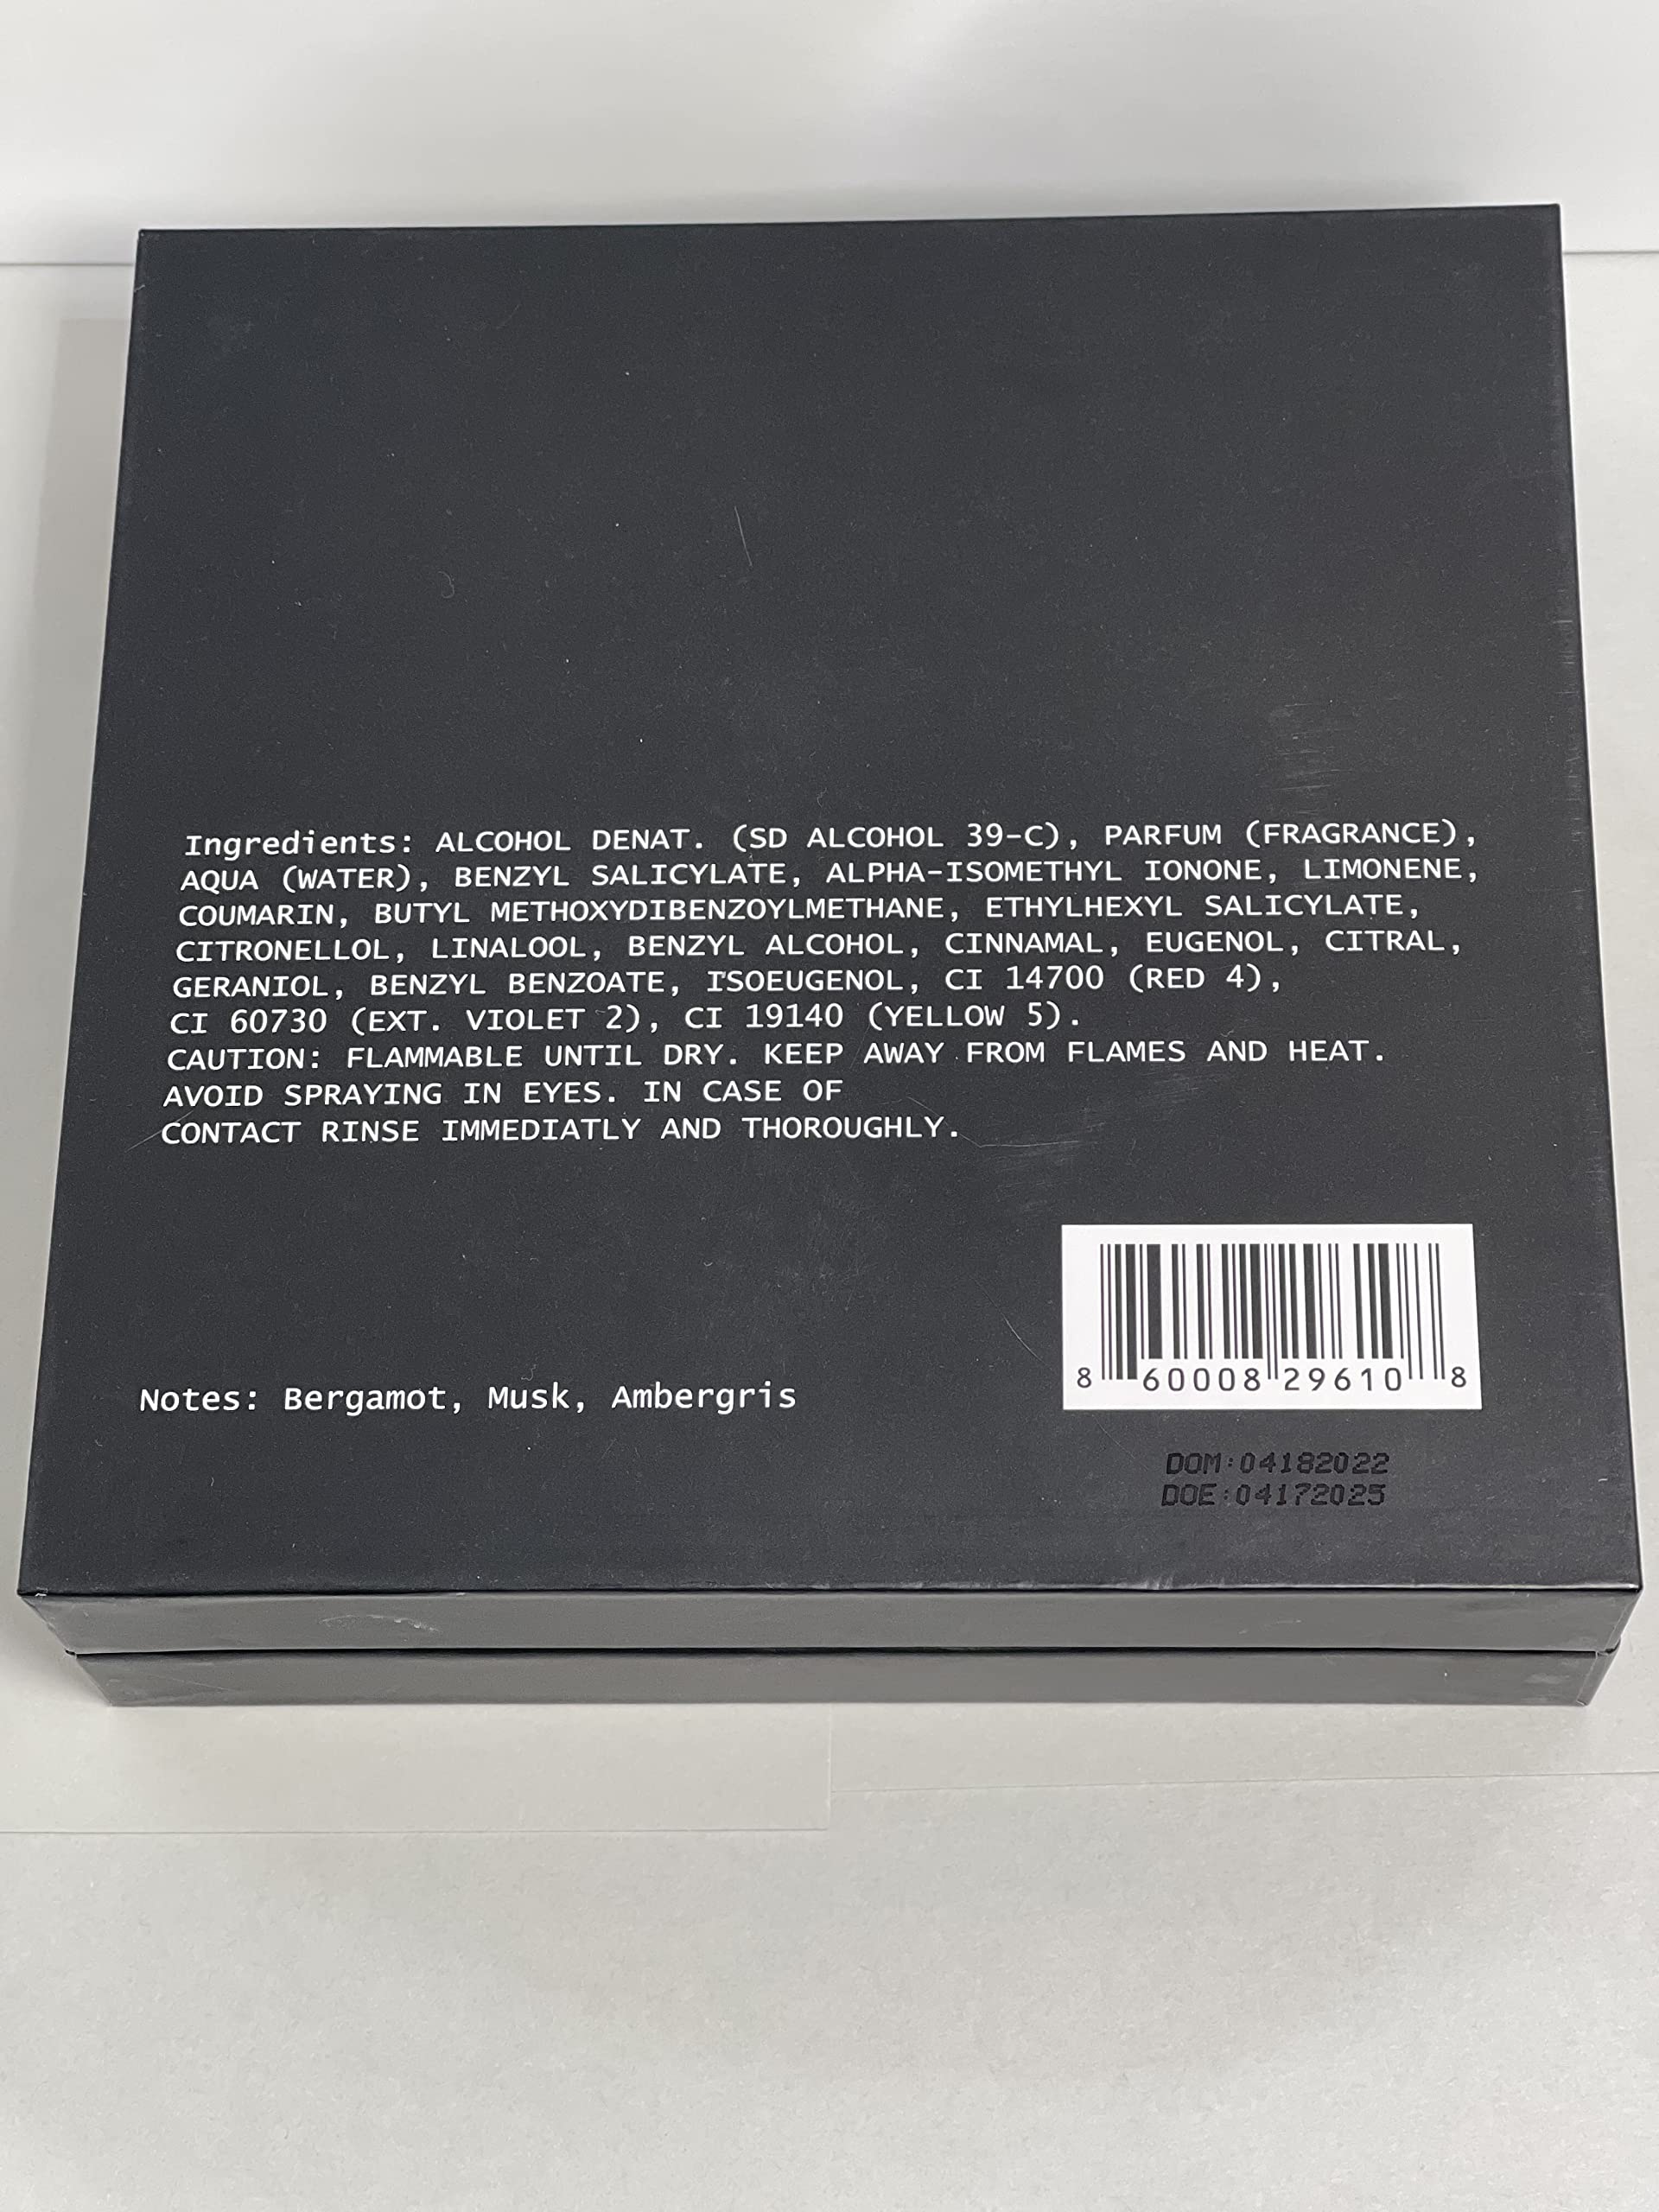 Ingredients: ALCOHOL DENAT. (SD ALCOHOL 39-C), PARFUM (FRAGRANCE),
AQUA (WATER), BENZYL SALICYLATE, ALPHA-ISOMETHYL IONONE, LIMONENE,
COUMARIN, BUTYL METHOXYDIBENZOYLMETHANE, ETHYLHEXYL SALICYLATE,
CITRONELLOL, LINALOOL, BENZYL ALCOHOL, CINNAMAL, EUGENOL, CITRAL,
GERANIOL, BENZYL BENZOATE, ISOEUGENOL, CI 14700 (RED 4),
CI 60730 (EXT. VIOLET 2), CI 19140 (YELLOW 5).
CAUTION: FLAMMABLE UNTIL DRY. KEEP AWAY FROM FLAMES AND HEAT.
AVOID SPRAYING IN EYES. IN CASE OF
CONTACT RINSE IMMEDIATLY AND THOROUGHLY.
8 60008 29610 8
Notes: Bergamot, Musk, Ambergris
DOM:04182022
DOE:04172025